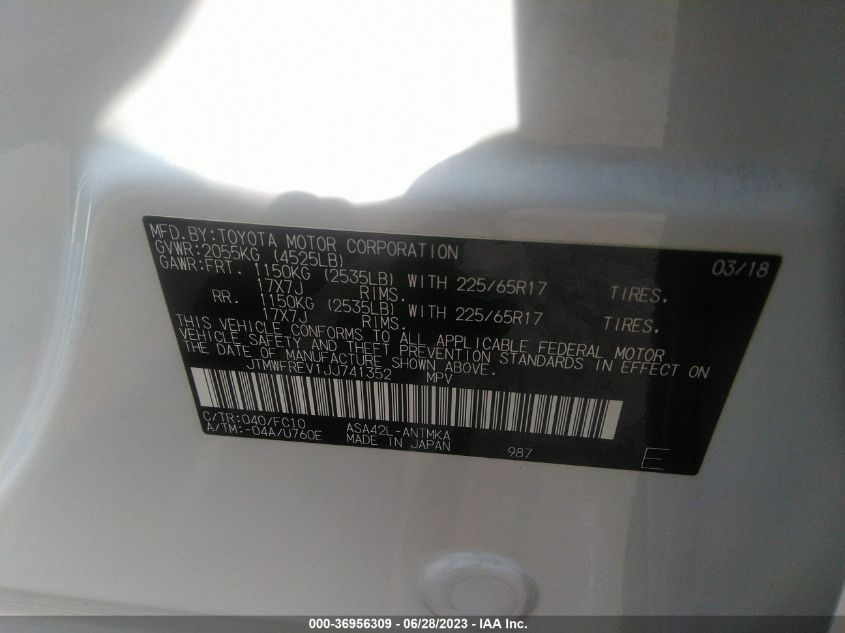 MFD.BY:TOYOTA MOTOR CORPORATION 03/18
GVWR:2055KG (4525LB)
GAWR:FRT. 1150KG (2535LB) WITH 225/65R17 TIRES.
17X7J RIMS.
RR. 1150KG (2535LB) WITH 225/65R17 TIRES.
17X7J RIMS.
THIS VEHICLE CONFORMS TO ALL APPLICABLE FEDERAL MOTOR
VEHICLE SAFETY AND THEFT PREVENTION STANDARDS IN EFFECT ON
THE DATE OF MANUFACTURE SHOWN ABOVE.
JTMWFREV1JJ741352 MPV
C/TR:040/FC10 ASA42L-ANTMKA
A/TM:-04A/U760E MADE IN JAPAN 987 E
000-36956309 - 06/28/2023 - IAA Inc.